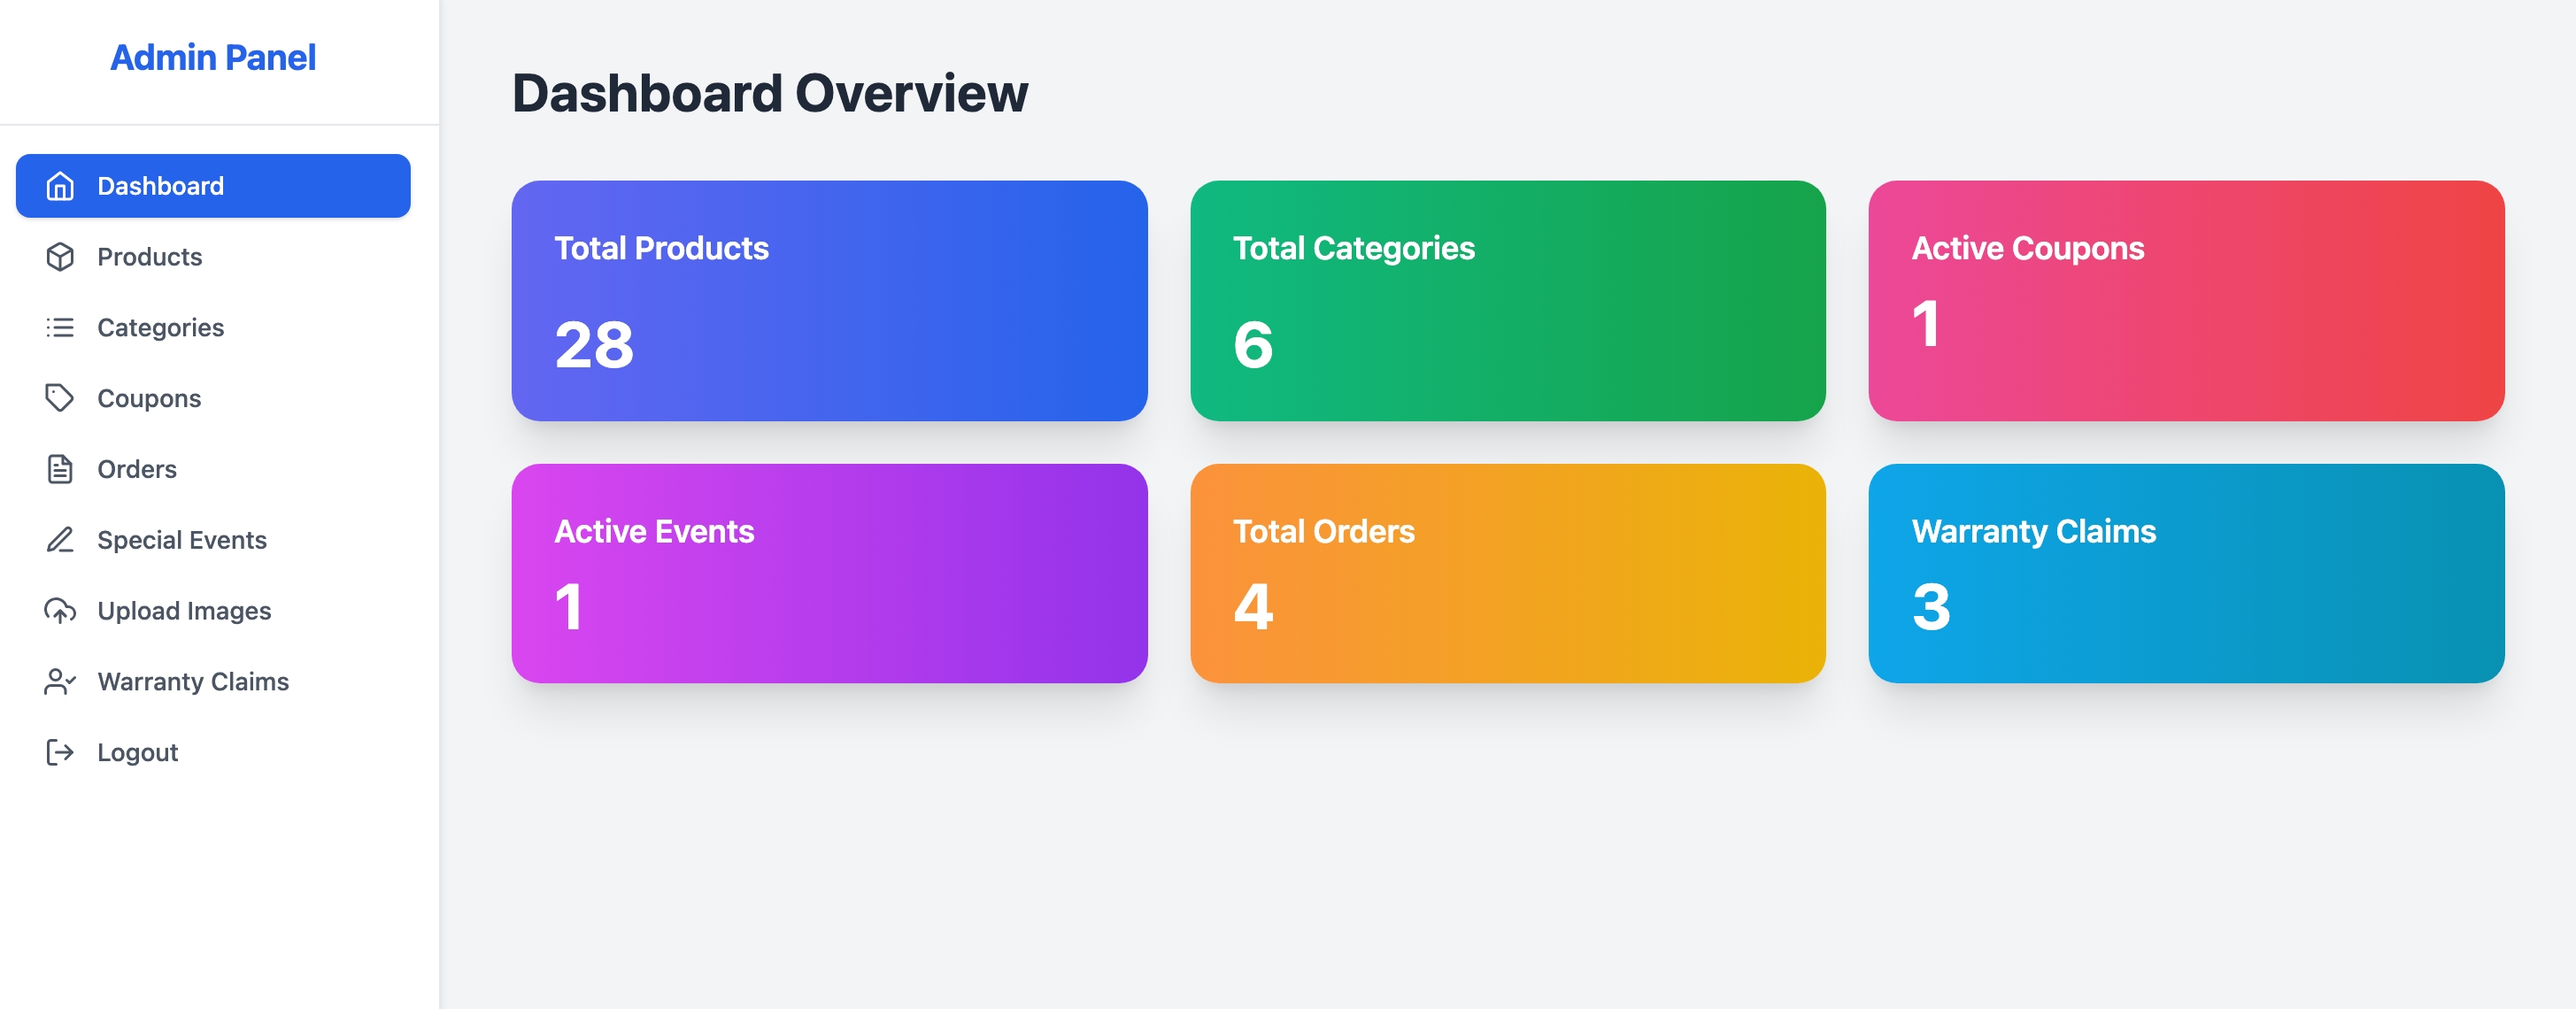 Admin Panel
Dashboard
Products
Categories
Coupons
Orders
Special Events
Upload Images
Warranty Claims
Logout
Dashboard Overview
Total Products
28
Total Categories
6
Active Coupons
1
Active Events
1
Total Orders
4
Warranty Claims
3